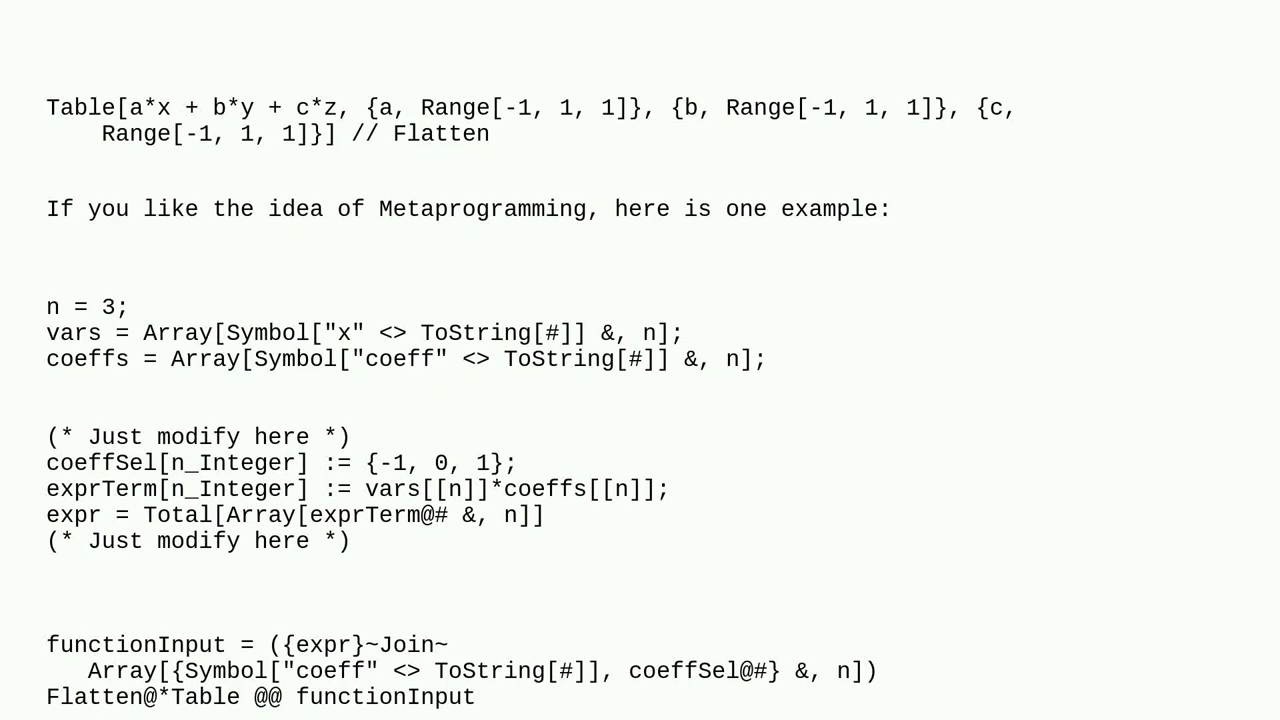 Table[a*x + b*y + c*z, {a, Range[-1, 1, 1]}, {b, Range[-1, 1, 1]}, {c,
    Range[-1, 1, 1]}] // Flatten
If you like the idea of Metaprogramming, here is one example:
n = 3;
vars = Array[Symbol["x" <> ToString[#]] &, n];
coeffs = Array[Symbol["coeff" <> ToString[#]] &, n];
(* Just modify here *)
coeffSel[n_Integer] := {-1, 0, 1};
exprTerm[n_Integer] := vars[[n]]*coeffs[[n]];
expr = Total[Array[exprTerm@# &, n]]
(* Just modify here *)
functionInput = ({expr}~Join~
   Array[{Symbol["coeff" <> ToString[#]], coeffSel@#} &, n])
Flatten@*Table @@ functionInput